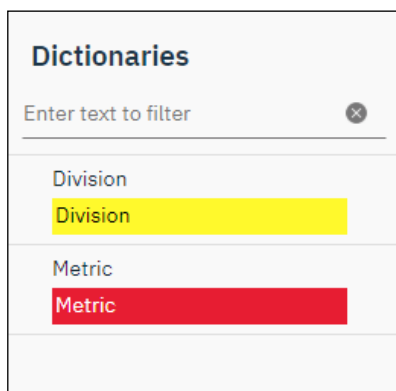 Dictionaries
Enter text to filter
Division
Division
Metric
Metric